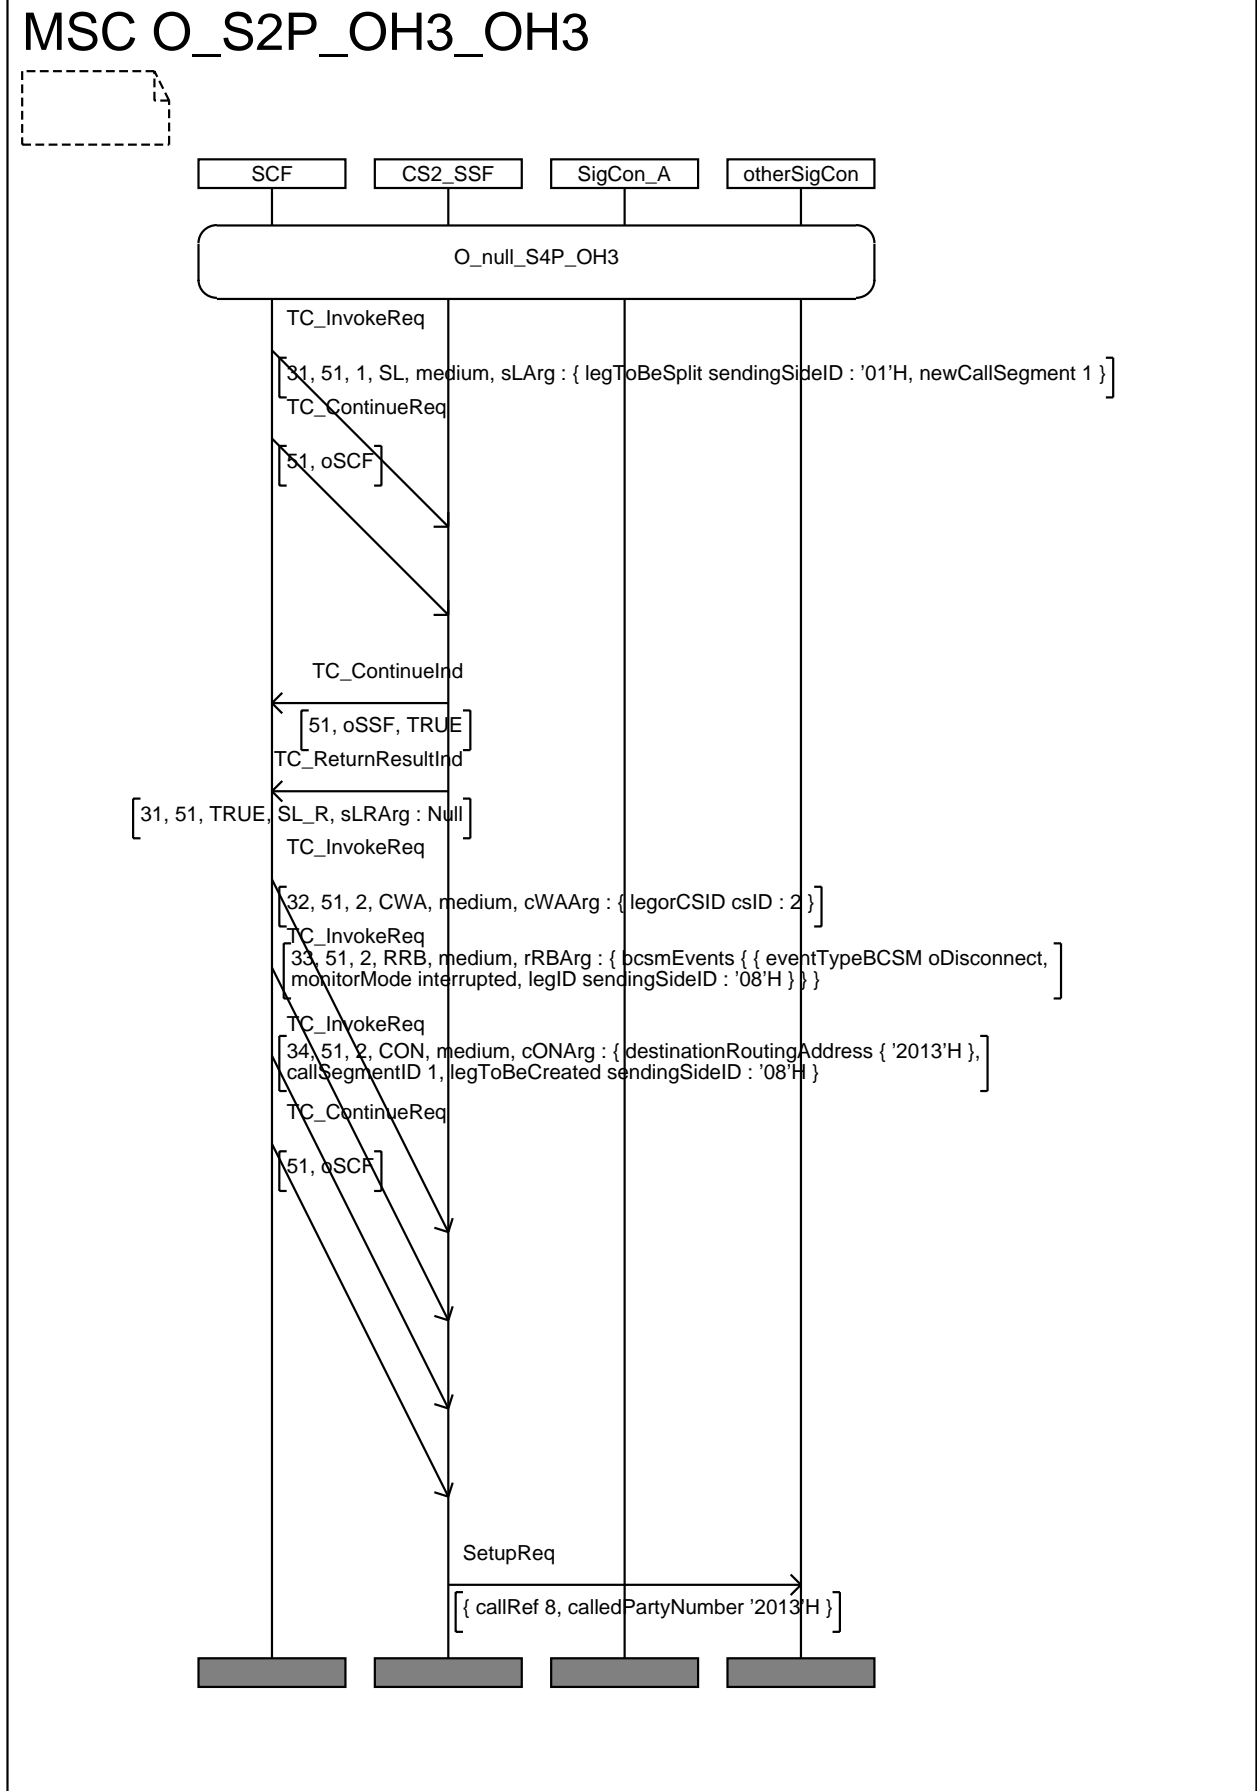 MSC O_S2P_OH3_OH3
SCF
CS2_SSF
SigCon_A
otherSigCon
O_null_S4P_OH3
TC_InvokeReq
31, 51, 1, SL, medium, sLArg : { legToBeSplit sendingSideID : '01'H, newCallSegment 1 }
TC_ContinueReq
51, oSCF
TC_ContinueInd
51, oSSF, TRUE
TC_ReturnResultInd
31, 51, TRUE, SL_R, sLRArg : Null
TC_InvokeReq
32, 51, 2, CWA, medium, cWAArg : { legorCSID csID : 2 }
TC_InvokeReq
33, 51, 2, RRB, medium, rRBArg : { bcsmEvents { { eventTypeBCSM oDisconnect,
monitorMode interrupted, legID sendingSideID : '08'H } } }
TC_InvokeReq
34, 51, 2, CON, medium, cONArg : { destinationRoutingAddress { '2013'H },
callSegmentID 1, legToBeCreated sendingSideID : '08'H }
TC_ContinueReq
51, oSCF
SetupReq
{ callRef 8, calledPartyNumber '2013'H }